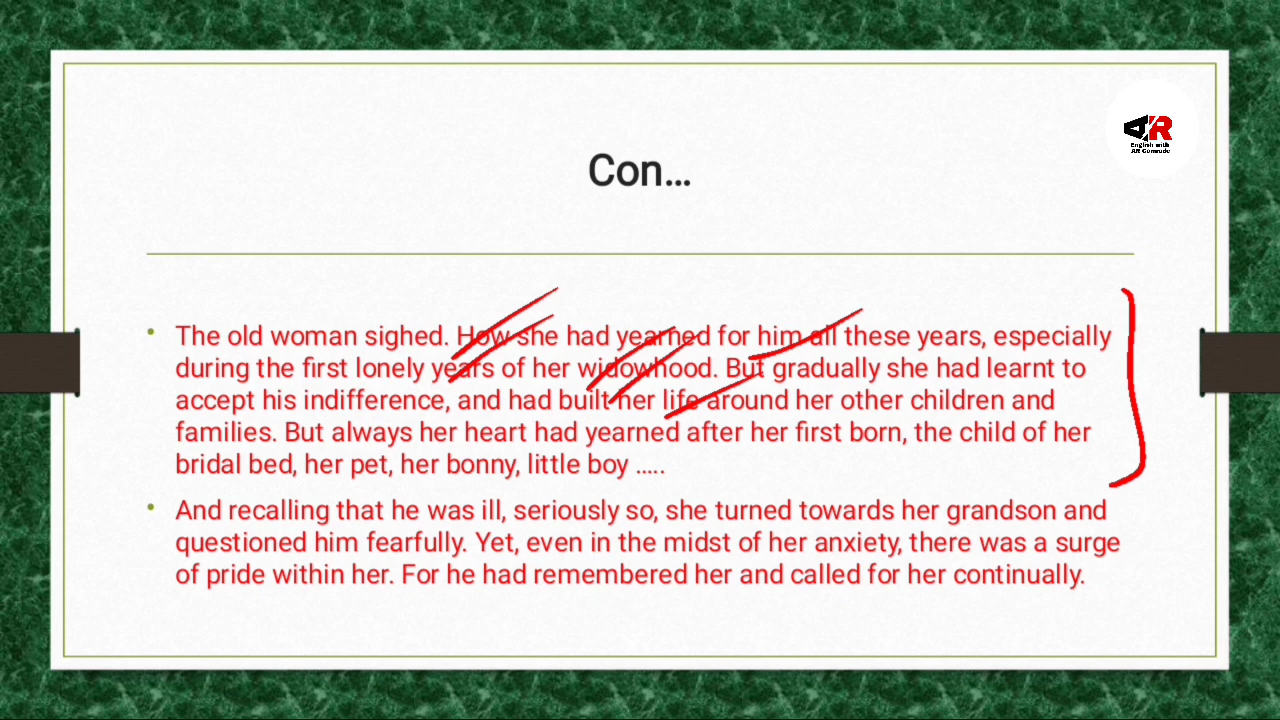 AR
English with
AR Comrade
Con...
• The old woman sighed. How she had yearned for him all these years, especially
during the first lonely years of her widowhood. But gradually she had learnt to
accept his indifference, and had built her life around her other children and
families. But always her heart had yearned after her first born, the child of her
bridal bed, her pet, her bonny, little boy .....
• And recalling that he was ill, seriously so, she turned towards her grandson and
questioned him fearfully. Yet, even in the midst of her anxiety, there was a surge
of pride within her. For he had remembered her and called for her continually.